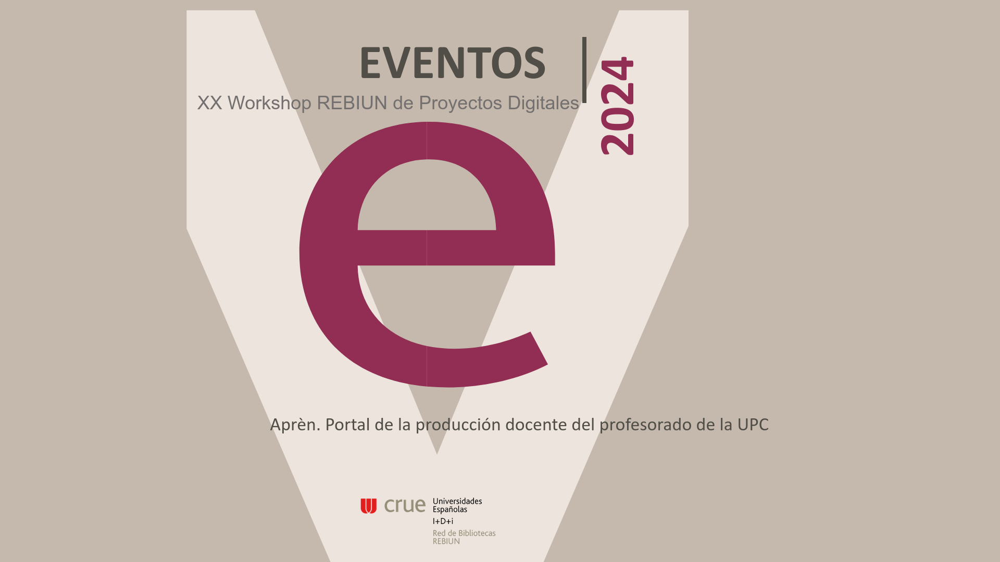 EVENTOS
2024
XX Workshop REBIUN de Proyectos Digitales
e
Aprèn. Portal de la producción docente del profesorado de la UPC
crue
Universidades
Españolas
I+D+i
Red de Bibliotecas
REBIUN